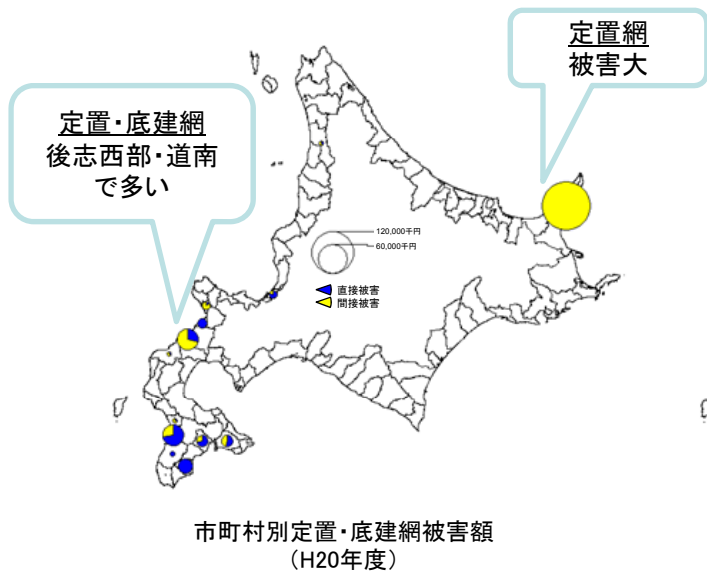 定置網
被害大
定置・底建網
後志西部・道南
で多い
120,000千円
60,000千円
直接被害
間接被害
市町村別定置・底建網被害額
(H20年度)